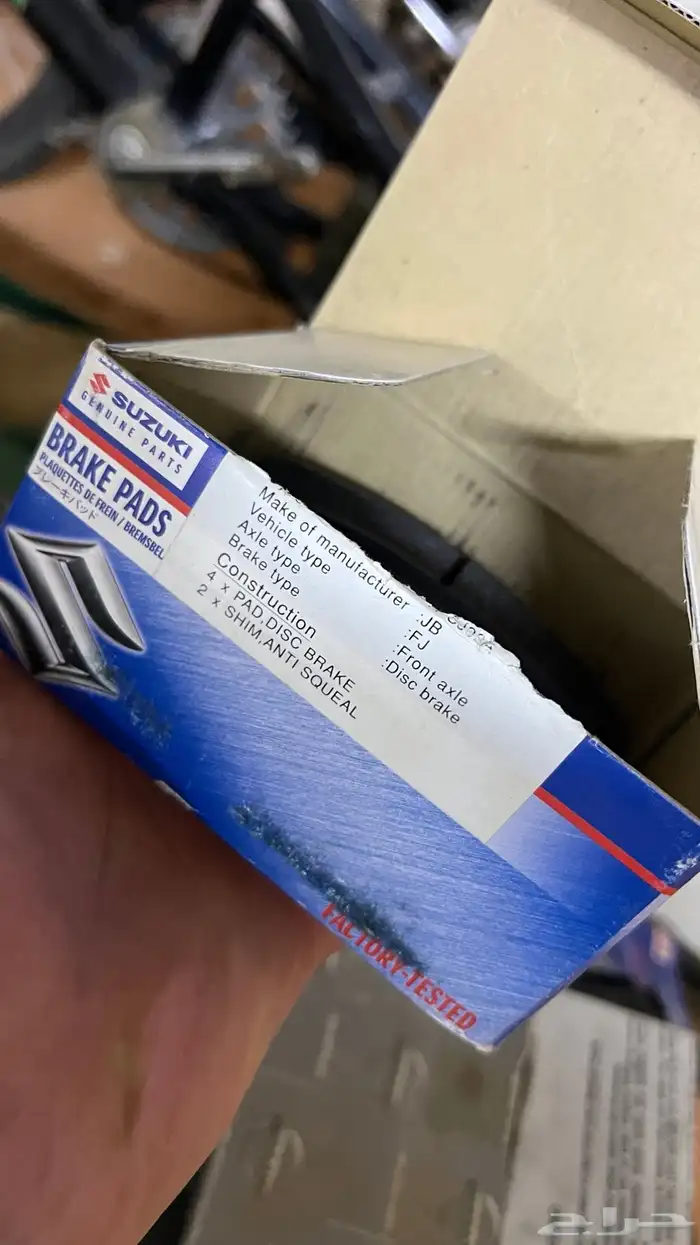 SUZUKI
GENUINE PARTS
BRAKE PADS
PLAQUETTES DE FREIN / BREMSBEL
ブレーキパッド
Make of manufacturer :JB
Vehicle type :FJ
Axle type :Front axle
Brake type :Disc brake
Construction
4 x PAD,DISC BRAKE
2 x SHIM,ANTI SQUEAL
FACTORY-TESTED
حراج